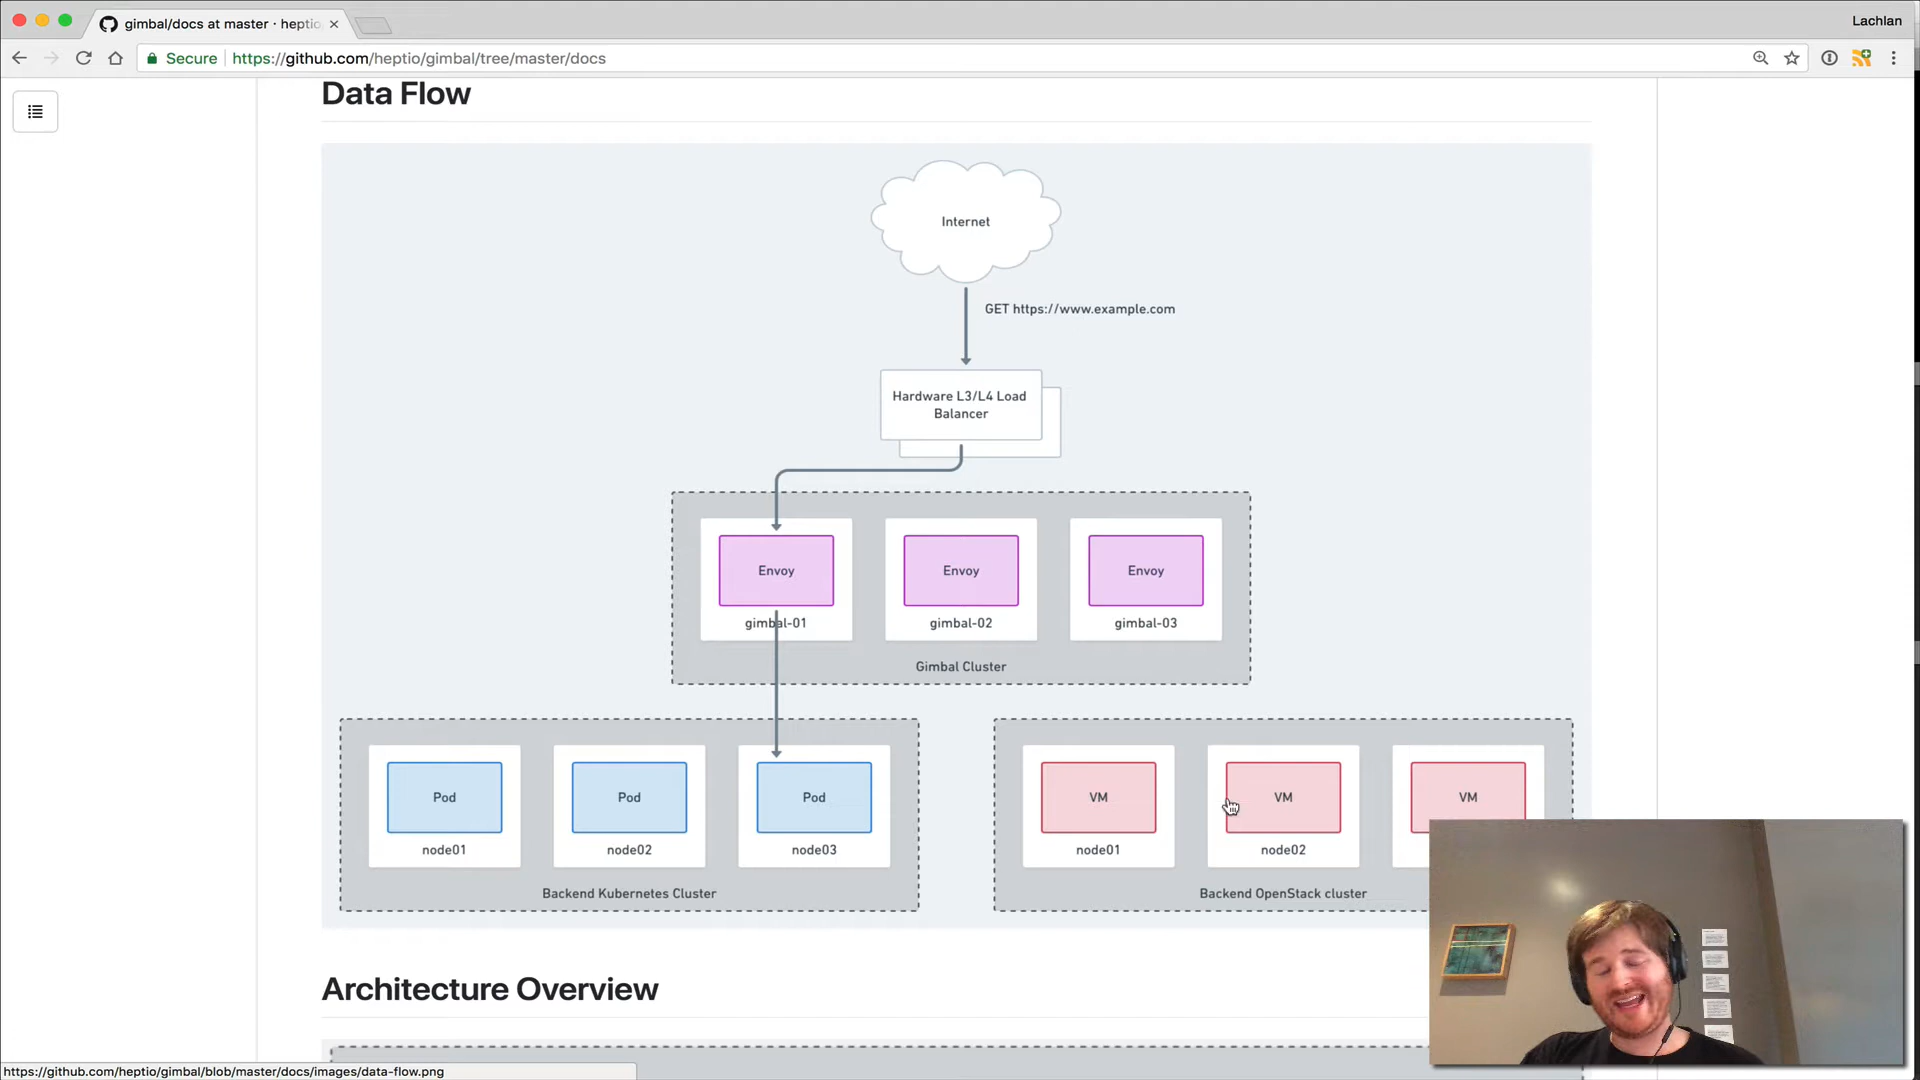 gimbal/docs at master · heptio
Lachlan
Secure
https://github.com/heptio/gimbal/tree/master/docs
Data Flow
Internet
GET https://www.example.com
Hardware L3/L4 Load
Balancer
Envoy
Envoy
Envoy
gimbal-01
gimbal-02
gimbal-03
Gimbal Cluster
Pod
Pod
Pod
VM
VM
VM
node01
node02
node03
node01
node02
Backend Kubernetes Cluster
Backend OpenStack cluster
Architecture Overview
https://github.com/heptio/gimbal/blob/master/docs/images/data-flow.png